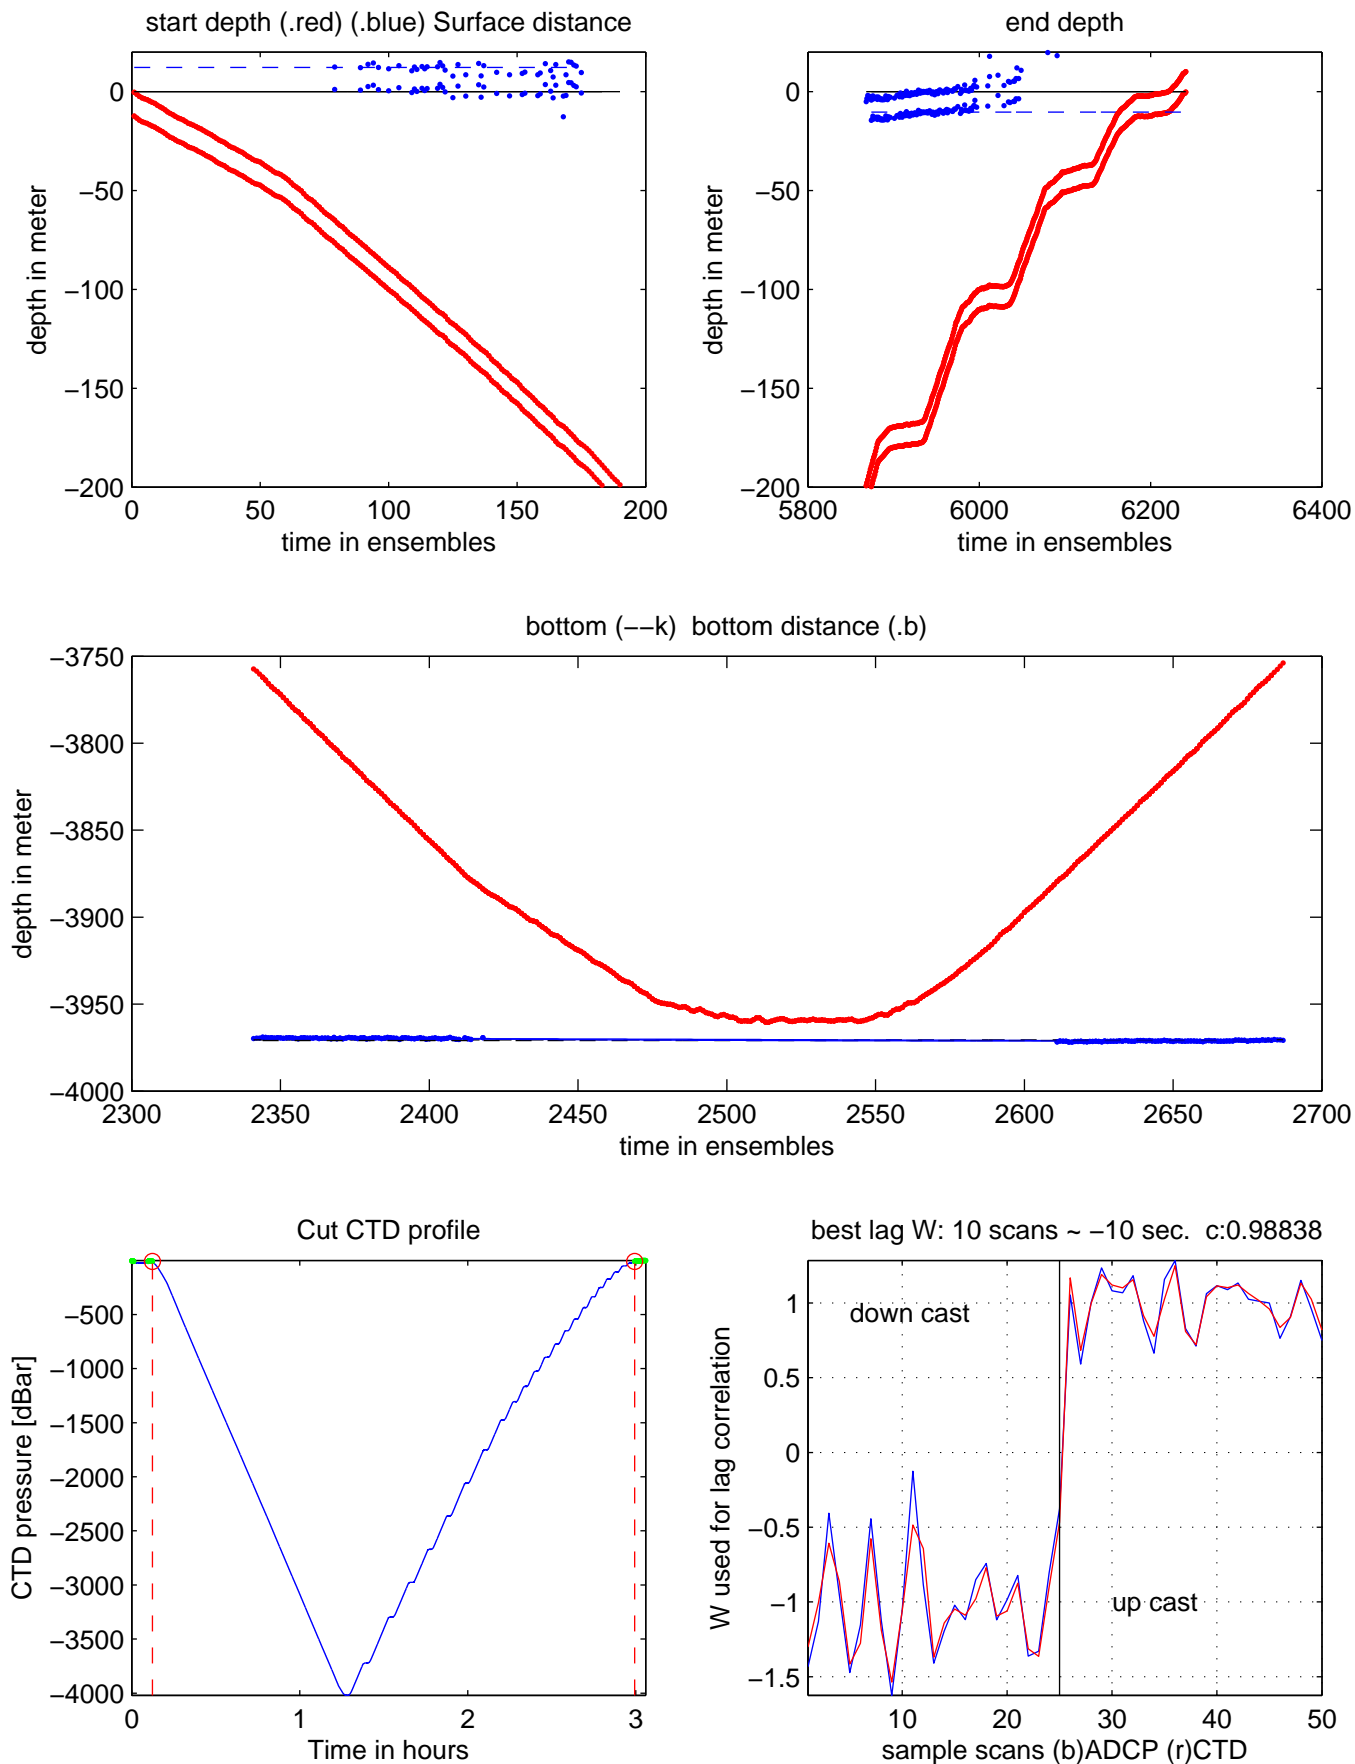 start depth (.red) (.blue) Surface distance
0
−50
−100
−150
−200
depth in meter
0 50 100 150 200
time in ensembles
end depth
0
−50
−100
−150
−200
depth in meter
5800 6000 6200 6400
time in ensembles
bottom (−−k)  bottom distance (.b)
−3750
−3800
−3850
−3900
−3950
−4000
depth in meter
2300 2350 2400 2450 2500 2550 2600 2650 2700
time in ensembles
Cut CTD profile
−500
−1000
−1500
−2000
−2500
−3000
−3500
−4000
CTD pressure [dBar]
0 1 2 3
Time in hours
best lag W: 10 scans ~ −10 sec.  c:0.98838
1
0.5
0
−0.5
−1
−1.5
W used for lag correlation
down cast
up cast
10 20 30 40 50
sample scans (b)ADCP (r)CTD